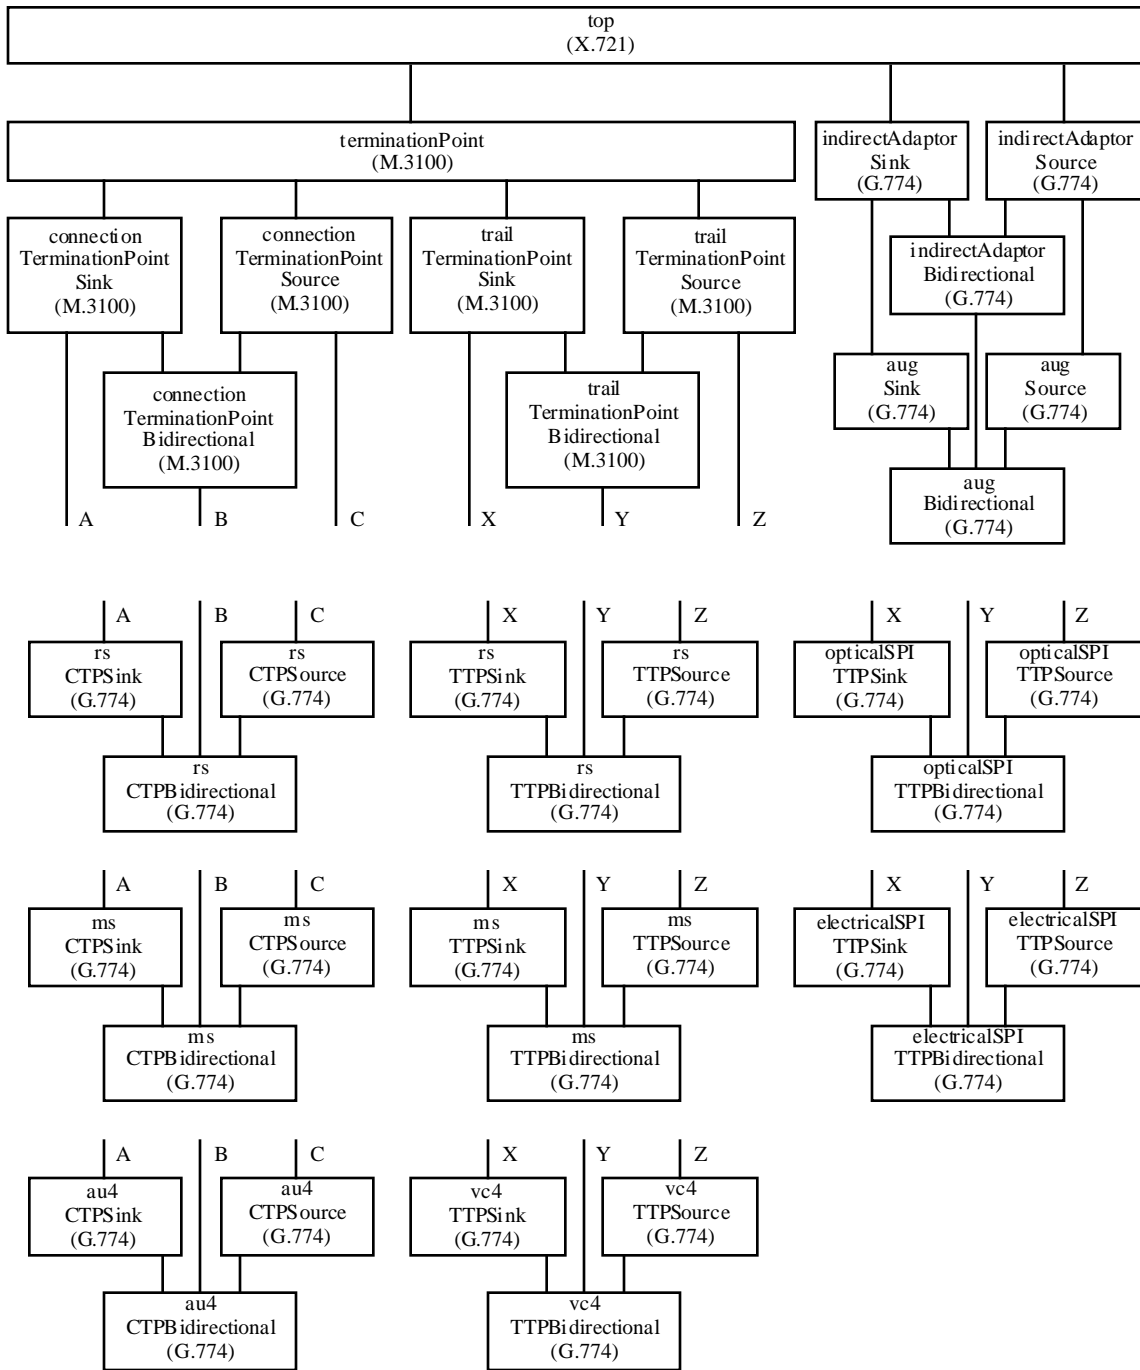 top
(X.721)
terminationPoint
(M.3100)
indirectAdaptor
Sink
(G.774)
indirectAdaptor
Source
(G.774)
connection
TerminationPoint
Sink
(M.3100)
connection
TerminationPoint
Source
(M.3100)
trail
TerminationPoint
Sink
(M.3100)
trail
TerminationPoint
Source
(M.3100)
indirectAdaptor
Bidirectional
(G.774)
connection
TerminationPoint
Bidirectional
(M.3100)
trail
TerminationPoint
Bidirectional
(M.3100)
aug
Sink
(G.774)
aug
Source
(G.774)
aug
Bidirectional
(G.774)
A B C X Y Z
A B C X Y Z X Y Z
rs
CTPSink
(G.774)
rs
CTPSource
(G.774)
rs
TTPSink
(G.774)
rs
TTPSource
(G.774)
opticalSPI
TTPSink
(G.774)
opticalSPI
TTPSource
(G.774)
rs
CTPBidirectional
(G.774)
rs
TTPBidirectional
(G.774)
opticalSPI
TTPBidirectional
(G.774)
A B C X Y Z X Y Z
ms
CTPSink
(G.774)
ms
CTPSource
(G.774)
ms
TTPSink
(G.774)
ms
TTPSource
(G.774)
electricalSPI
TTPSink
(G.774)
electricalSPI
TTPSource
(G.774)
ms
CTPBidirectional
(G.774)
ms
TTPBidirectional
(G.774)
electricalSPI
TTPBidirectional
(G.774)
A B C X Y Z
au4
CTPSink
(G.774)
au4
CTPSource
(G.774)
vc4
TTPSink
(G.774)
vc4
TTPSource
(G.774)
au4
CTPBidirectional
(G.774)
vc4
TTPBidirectional
(G.774)